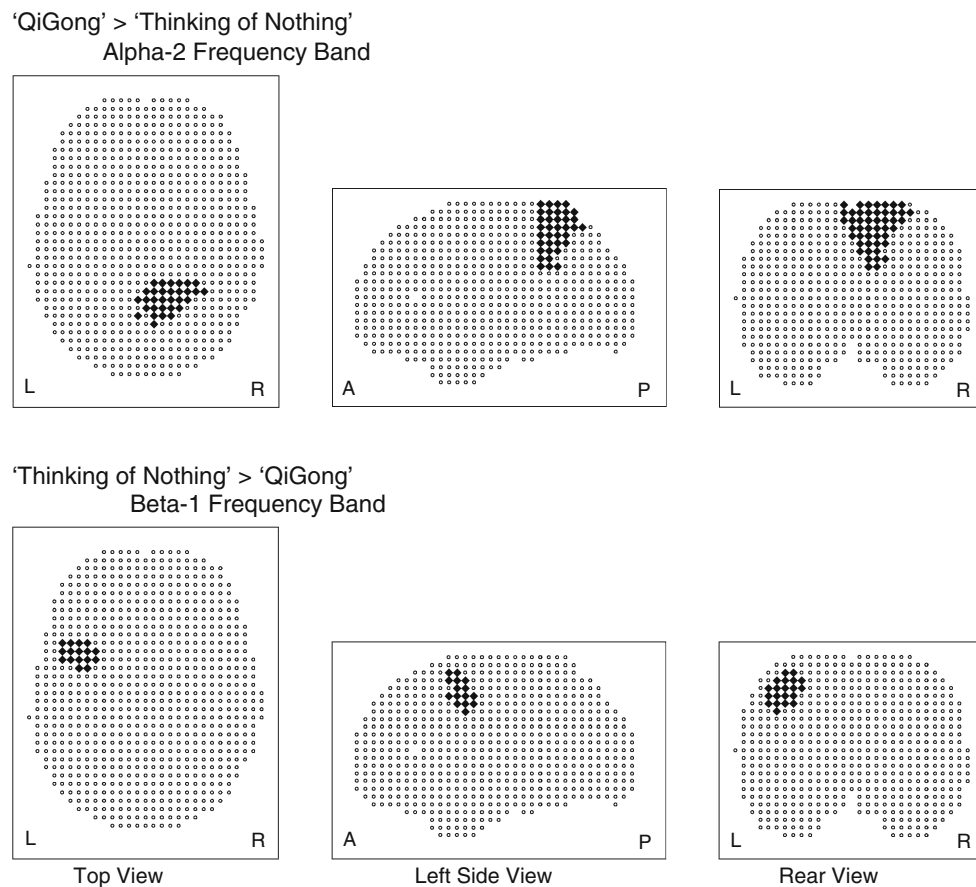 ‘QiGong’ > ‘Thinking of Nothing’
Alpha-2 Frequency Band
L R
A P
L R
‘Thinking of Nothing’ > ‘QiGong’
Beta-1 Frequency Band
L R
A P
L R
Top View
Left Side View
Rear View